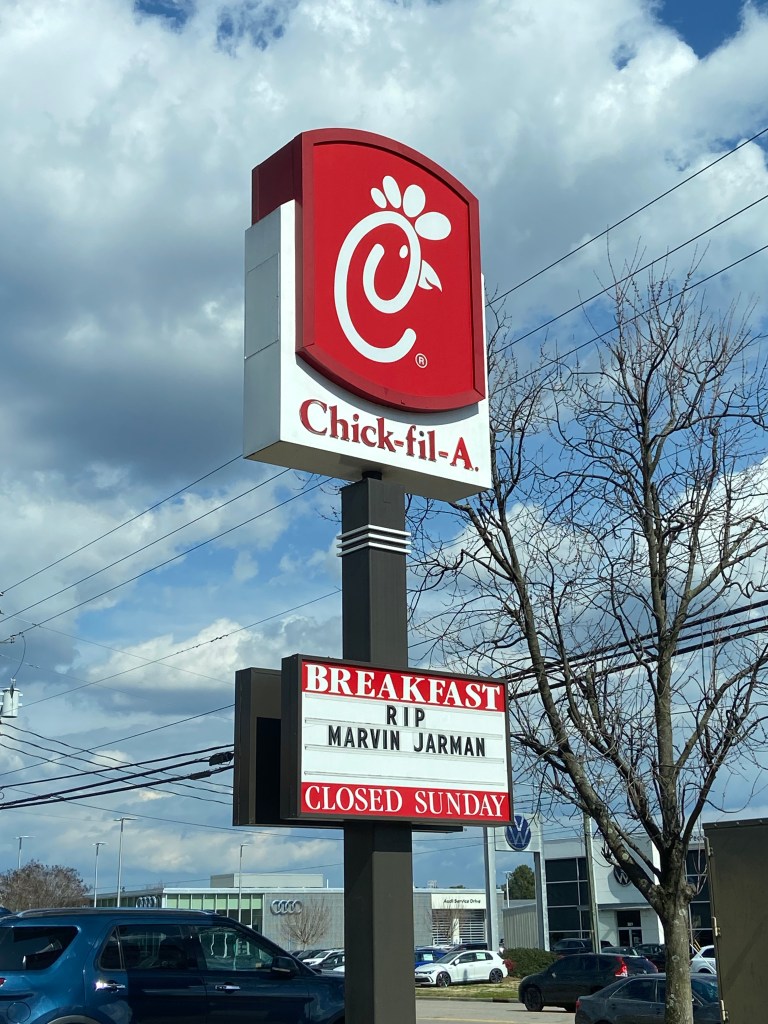 Chick-fil-A.
®
BREAKFAST
RIP
MARVIN JARMAN
CLOSED SUNDAY
Audi Service Drive